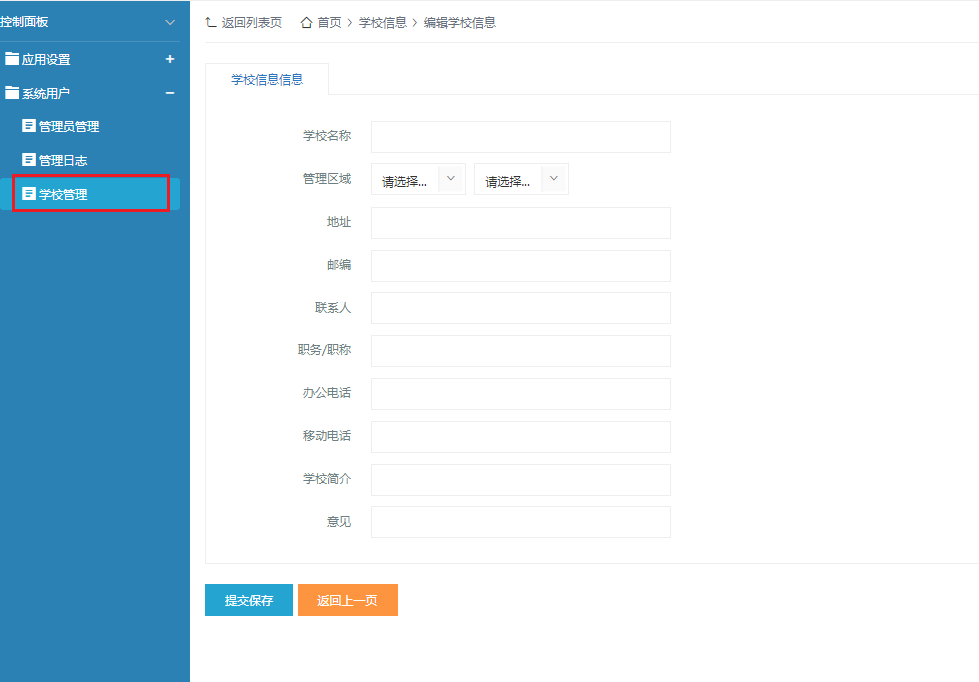 控制面板
应用设置
系统用户
管理员管理
管理日志
学校管理
返回列表页 首页 > 学校信息 > 编辑学校信息
学校信息信息
学校名称
管理区域 请选择... 请选择...
地址
邮编
联系人
职务/职称
办公电话
移动电话
学校简介
意见
提交保存 返回上一页